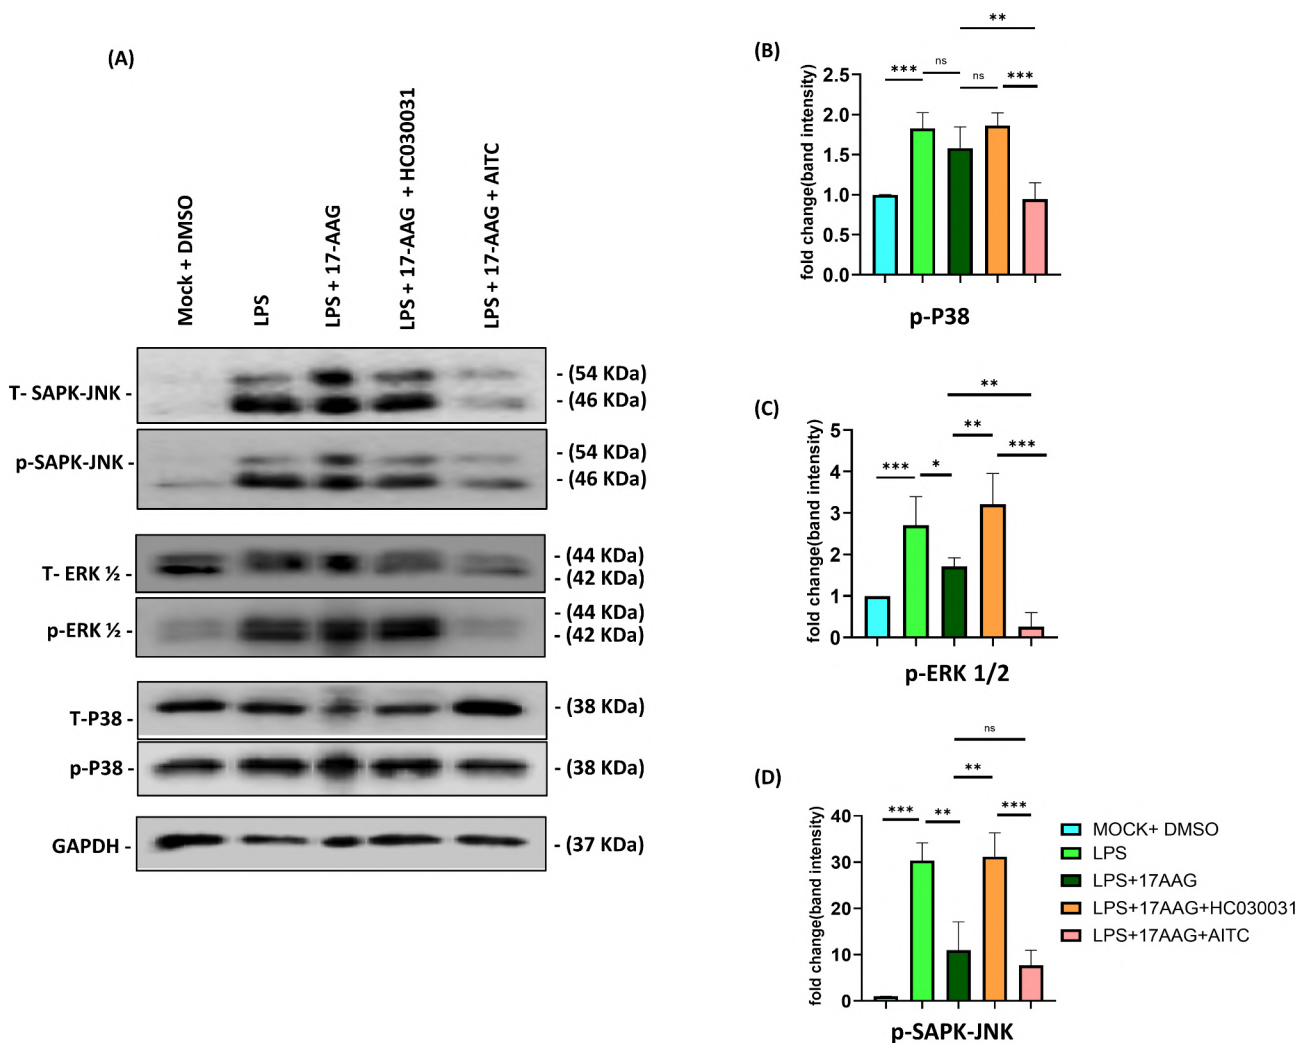 (A)
Mock + DMSO
LPS
LPS + 17-AAG
LPS + 17-AAG + HC030031
LPS + 17-AAG + AITC
T- SAPK-JNK -
- (54 KDa)
- (46 KDa)
p-SAPK-JNK -
- (54 KDa)
- (46 KDa)
T- ERK ½ -
- (44 KDa)
- (42 KDa)
p-ERK ½ -
- (44 KDa)
- (42 KDa)
T-P38 -
- (38 KDa)
p-P38 -
- (38 KDa)
GAPDH -
- (37 KDa)
(B)
fold change(band intensity)
2.5
2.0
1.5
1.0
0.5
0.0
***
ns
ns
***
**
p-P38
(C)
fold change(band intensity)
5
4
3
2
1
0
***
*
**
***
**
p-ERK 1/2
(D)
fold change(band intensity)
40
30
20
10
0
***
**
**
***
ns
p-SAPK-JNK
MOCK+ DMSO
LPS
LPS+17AAG
LPS+17AAG+HC030031
LPS+17AAG+AITC